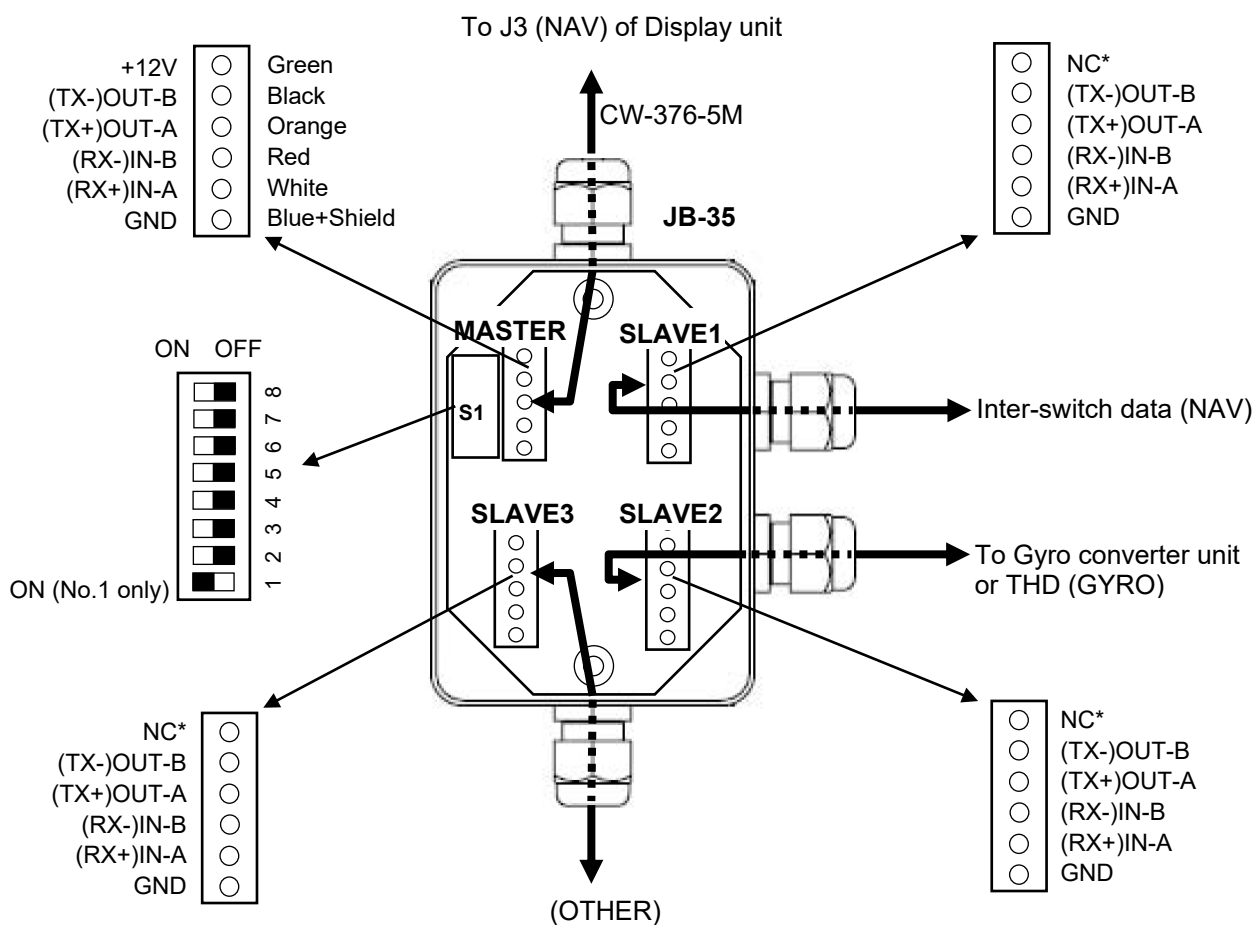 To J3 (NAV) of Display unit
+12V Green
(TX-)OUT-B Black
(TX+)OUT-A Orange
(RX-)IN-B Red
(RX+)IN-A White
GND Blue+Shield
CW-376-5M
JB-35
NC*
(TX-)OUT-B
(TX+)OUT-A
(RX-)IN-B
(RX+)IN-A
GND
MASTER
SLAVE1
S1
ON OFF
8
7
6
5
4
3
2
1
ON (No.1 only)
Inter-switch data (NAV)
SLAVE3
SLAVE2
To Gyro converter unit
or THD (GYRO)
NC*
(TX-)OUT-B
(TX+)OUT-A
(RX-)IN-B
(RX+)IN-A
GND
NC*
(TX-)OUT-B
(TX+)OUT-A
(RX-)IN-B
(RX+)IN-A
GND
(OTHER)